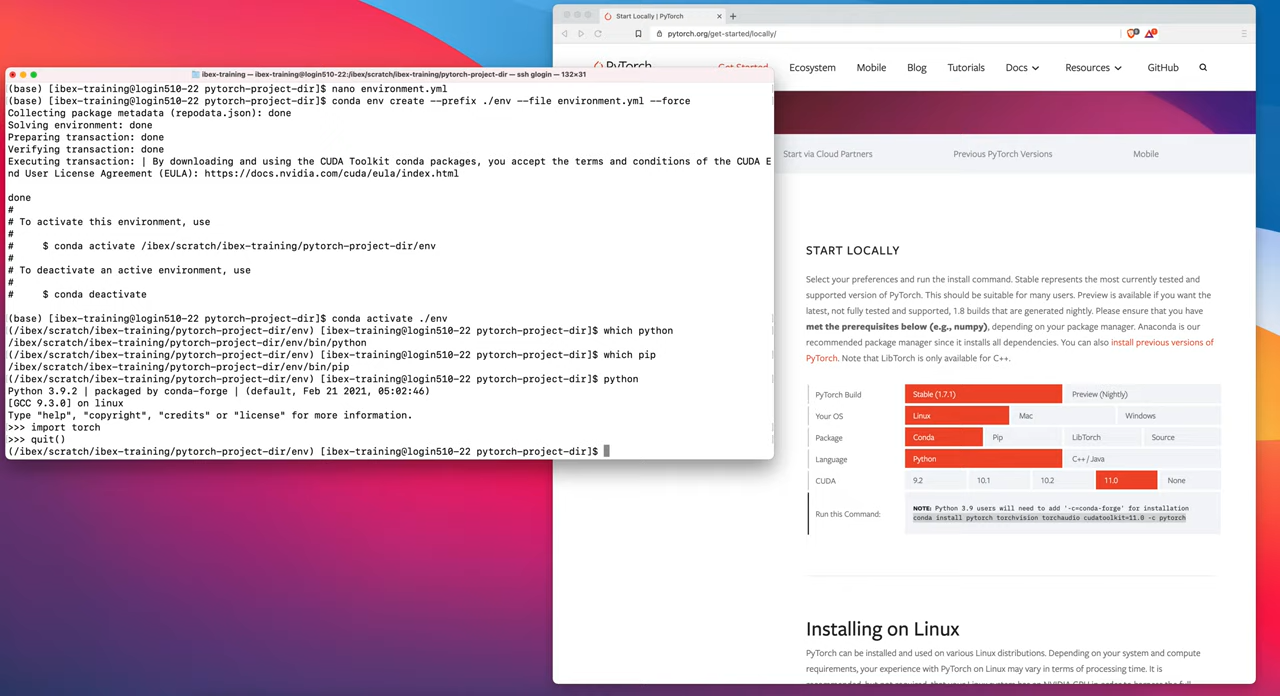 ibex-training — ibex-training@login510-22:/ibex/scratch/ibex-training/pytorch-project-dir — ssh glogin — 132×31
(base) [ibex-training@login510-22 pytorch-project-dir]$ nano environment.yml
(base) [ibex-training@login510-22 pytorch-project-dir]$ conda env create --prefix ./env --file environment.yml --force
Collecting package metadata (repodata.json): done
Solving environment: done
Preparing transaction: done
Verifying transaction: done
Executing transaction: | By downloading and using the CUDA Toolkit conda packages, you accept the terms and conditions of the CUDA E
nd User License Agreement (EULA): https://docs.nvidia.com/cuda/eula/index.html
done
#
# To activate this environment, use
#
#     $ conda activate /ibex/scratch/ibex-training/pytorch-project-dir/env
#
# To deactivate an active environment, use
#
#     $ conda deactivate
(base) [ibex-training@login510-22 pytorch-project-dir]$ conda activate ./env
(/ibex/scratch/ibex-training/pytorch-project-dir/env) [ibex-training@login510-22 pytorch-project-dir]$ which python
/ibex/scratch/ibex-training/pytorch-project-dir/env/bin/python
(/ibex/scratch/ibex-training/pytorch-project-dir/env) [ibex-training@login510-22 pytorch-project-dir]$ which pip
/ibex/scratch/ibex-training/pytorch-project-dir/env/bin/pip
(/ibex/scratch/ibex-training/pytorch-project-dir/env) [ibex-training@login510-22 pytorch-project-dir]$ python
Python 3.9.2 | packaged by conda-forge | (default, Feb 21 2021, 05:02:46)
[GCC 9.3.0] on linux
Type "help", "copyright", "credits" or "license" for more information.
>>> import torch
>>> quit()
(/ibex/scratch/ibex-training/pytorch-project-dir/env) [ibex-training@login510-22 pytorch-project-dir]$
Start Locally | PyTorch
pytorch.org/get-started/locally/
PyTorch Get Started Ecosystem Mobile Blog Tutorials Docs Resources GitHub
Start via Cloud Partners Previous PyTorch Versions Mobile
START LOCALLY
Select your preferences and run the install command. Stable represents the most currently tested and
supported version of PyTorch. This should be suitable for many users. Preview is available if you want the
latest, not fully tested and supported, 1.8 builds that are generated nightly. Please ensure that you have
met the prerequisites below (e.g., numpy), depending on your package manager. Anaconda is our
recommended package manager since it installs all dependencies. You can also install previous versions of
PyTorch. Note that LibTorch is only available for C++.
PyTorch Build Stable (1.7.1) Preview (Nightly)
Your OS Linux Mac Windows
Package Conda Pip LibTorch Source
Language Python C++ / Java
CUDA 9.2 10.1 10.2 11.0 None
NOTE: Python 3.9 users will need to add '-c=conda-forge' for installation
Run this Command:
conda install pytorch torchvision torchaudio cudatoolkit=11.0 -c pytorch
Installing on Linux
PyTorch can be installed and used on various Linux distributions. Depending on your system and compute
requirements, your experience with PyTorch on Linux may vary in terms of processing time. It is